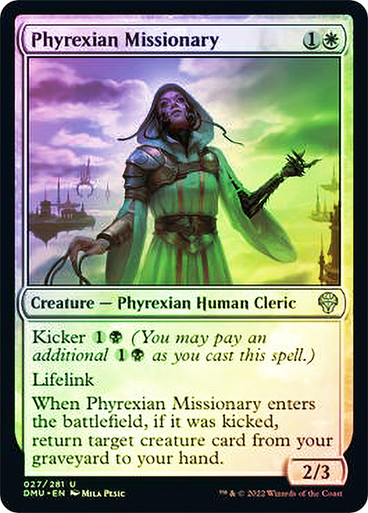 Phyrexian Missionary 1
Creature — Phyrexian Human Cleric
Kicker 1 (You may pay an
additional 1 as you cast this spell.)
Lifelink
When Phyrexian Missionary enters
the battlefield, if it was kicked,
return target creature card from your
graveyard to your hand.
2/3
027/281 U
DMU • EN Mila Pesic
™ & © 2022 Wizards of the Coast